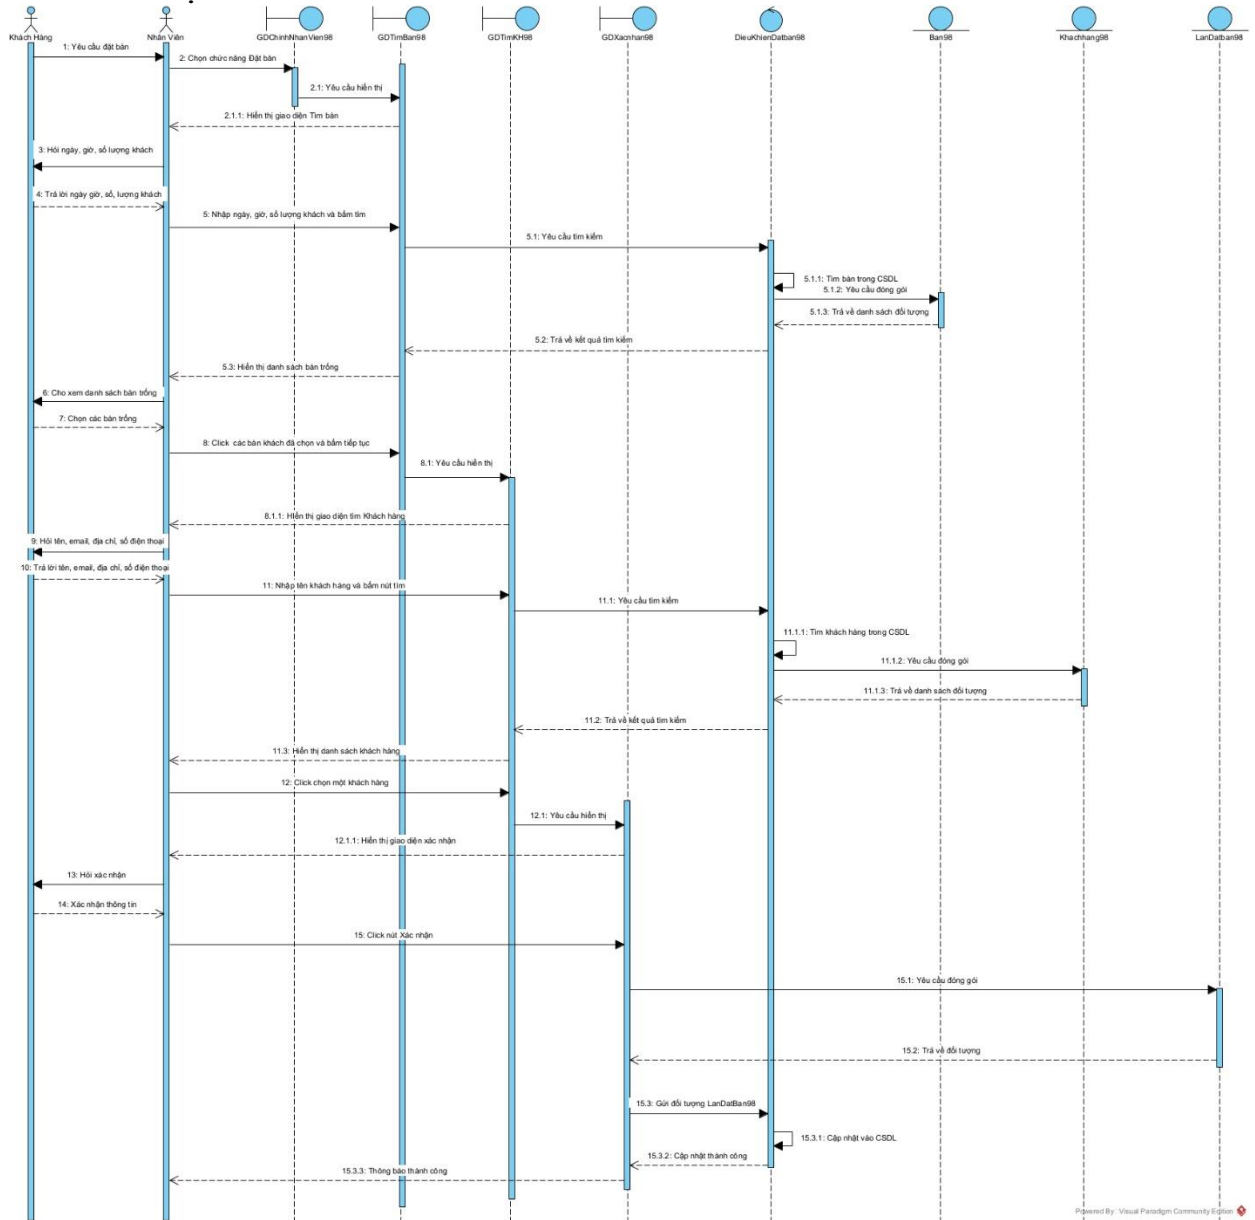 Khách Hàng
Nhân Viên
GDChinhNhanVien98
GDTimBan98
GDTimKH98
GDXacnhan98
DieuKhienDatban98
Ban98
Khachhang98
LanDatban98
1: Yêu cầu đặt bàn
2: Chọn chức năng Đặt bàn
2.1: Yêu cầu hiển thị
2.1.1: Hiển thị giao diện Tìm bàn
3: Hỏi ngày, giờ, số lượng khách
4: Trả lời ngày giờ, số, lượng khách
5: Nhập ngày, giờ, số lượng khách và bấm tìm
5.1: Yêu cầu tìm kiếm
5.1.1: Tìm bàn trong CSDL
5.1.2: Yêu cầu đóng gói
5.1.3: Trả về danh sách đối tượng
5.2: Trả về kết quả tìm kiếm
5.3: Hiển thị danh sách bàn trống
6: Cho xem danh sách bàn trống
7: Chọn các bàn trống
8: Click các bàn khách đã chọn và bấm tiếp tục
8.1: Yêu cầu hiển thị
8.1.1: Hiển thị giao diện tìm Khách hàng
9: Hỏi tên, email, địa chỉ, số điện thoại
10: Trả lời tên, email, địa chỉ, số điện thoại
11: Nhập tên khách hàng và bấm nút tìm
11.1: Yêu cầu tìm kiếm
11.1.1: Tìm khách hàng trong CSDL
11.1.2: Yêu cầu đóng gói
11.1.3: Trả về danh sách đối tượng
11.2: Trả về kết quả tìm kiếm
11.3: Hiển thị danh sách khách hàng
12: Click chọn một khách hàng
12.1: Yêu cầu hiển thị
12.1.1: Hiển thị giao diện xác nhận
13: Hỏi xác nhận
14: Xác nhận thông tin
15: Click nút Xác nhận
15.1: Yêu cầu đóng gói
15.2: Trả về đối tượng
15.3: Gửi đối tượng LanDatBan98
15.3.1: Cập nhật vào CSDL
15.3.2: Cập nhật thành công
15.3.3: Thông báo thành công
Powered By: Visual Paradigm Community Edition